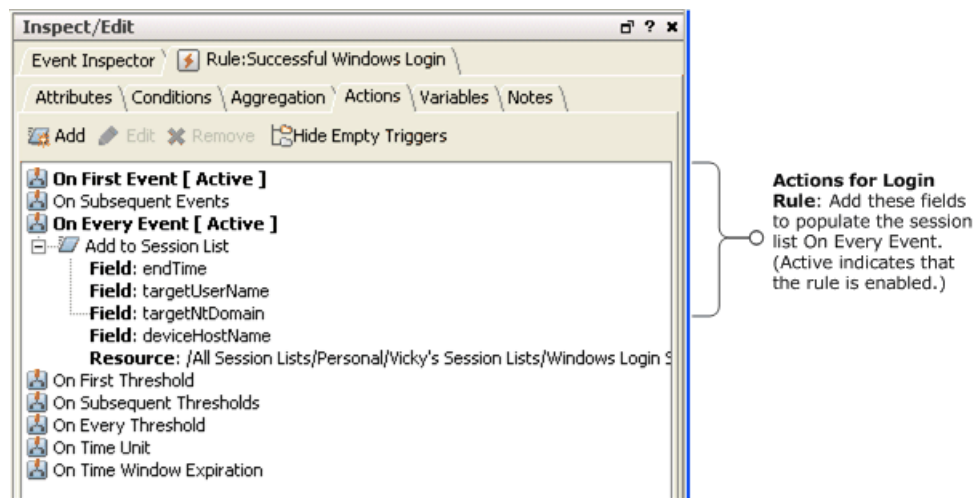 Inspect/Edit
Event Inspector Rule:Successful Windows Login
Attributes Conditions Aggregation Actions Variables Notes
Add Edit Remove Hide Empty Triggers
On First Event [ Active ]
On Subsequent Events
On Every Event [ Active ]
Add to Session List
Field: endTime
Field: targetUserName
Field: targetNtDomain
Field: deviceHostName
Resource: /All Session Lists/Personal/Vicky's Session Lists/Windows Login S
On First Threshold
On Subsequent Thresholds
On Every Threshold
On Time Unit
On Time Window Expiration
Actions for Login
Rule: Add these fields
to populate the session
list On Every Event.
(Active indicates that
the rule is enabled.)